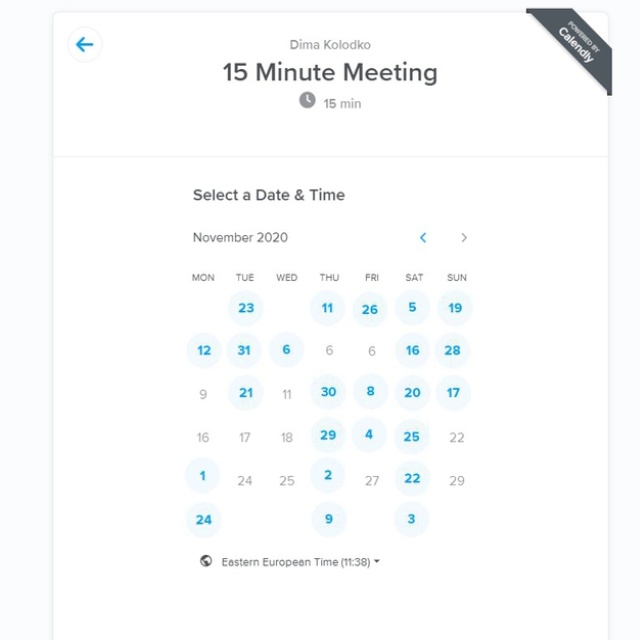 Dima Kolodko
15 Minute Meeting
15 min
POWERED BY
Calendly
Select a Date & Time
November 2020
MON TUE WED THU FRI SAT SUN
23 11 26 5 19
12 31 6 6 6 16 28
9 21 11 30 8 20 17
16 17 18 29 4 25 22
1 24 25 2 27 22 29
24 9 3
Eastern European Time (11:38)